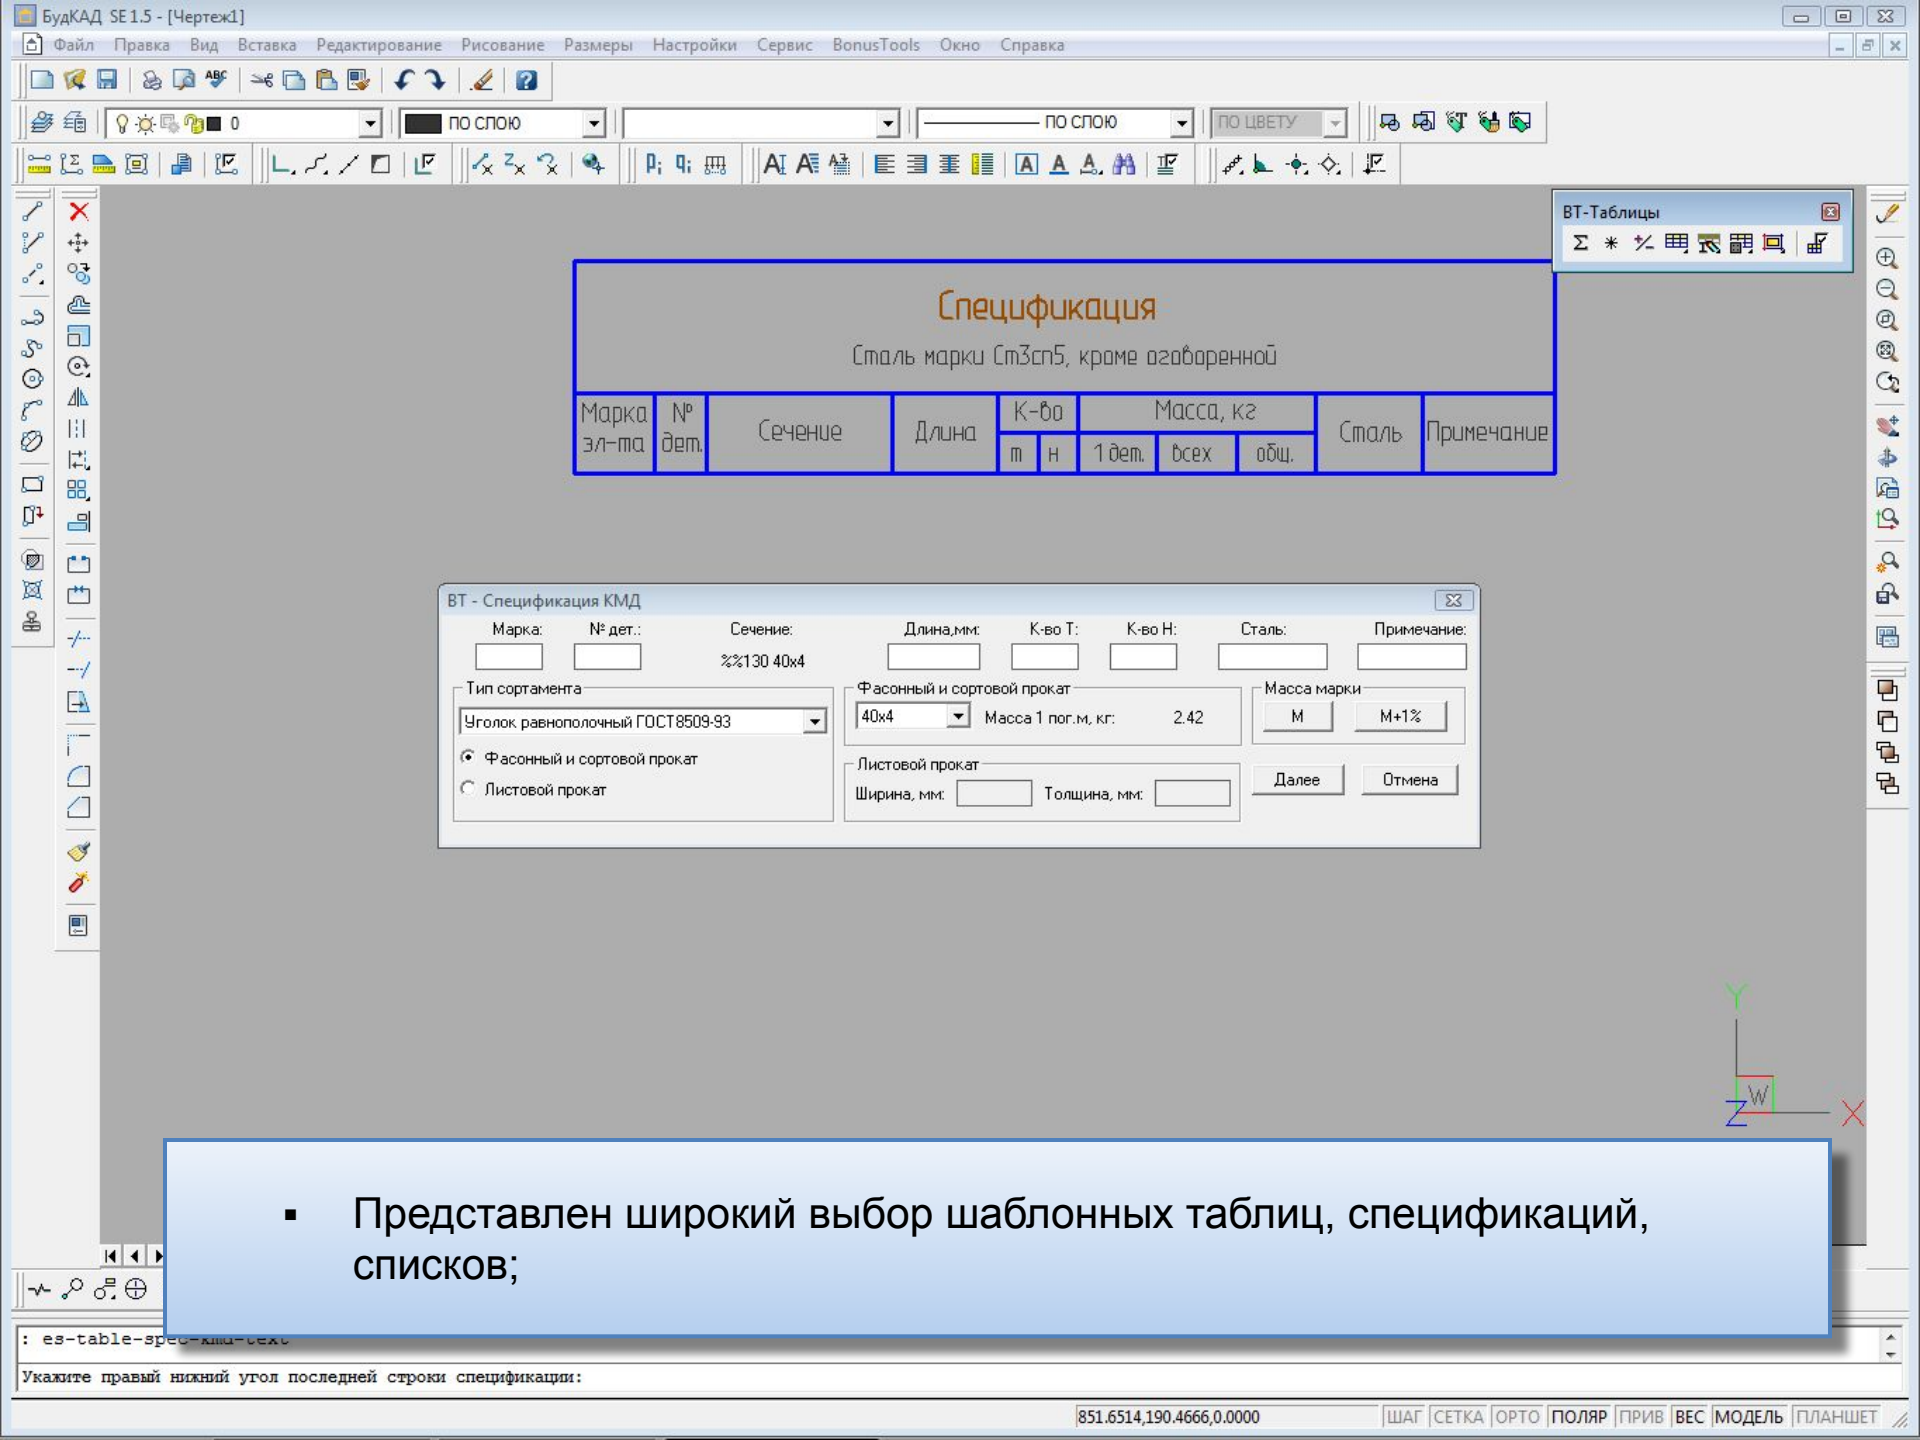 БудКАД SE 1.5 - [Чертеж1]
Файл Правка Вид Вставка Редактирование Рисование Размеры Настройки Сервис BonusTools Окно Справка
ABC
0 ПО СЛОЮ ПО СЛОЮ ПО ЦВЕТУ
ВТ-Таблицы
Спецификация
Сталь марки Ст3сп5, кроме оговоренной
Марка эл-та № дет. Сечение Длина К-во Масса, кг Сталь Примечание
т н 1 дет. всех общ.
ВТ - Спецификация КМД
Марка: № дет.: Сечение: Длина,мм: К-во Т: К-во Н: Сталь: Примечание:
%%130 40x4
Тип сортамента Фасонный и сортовой прокат Масса марки
Уголок равнополочный ГОСТ8509-93 40x4 Масса 1 пог.м, кг: 2.42 М М+1%
Фасонный и сортовой прокат
Листовой прокат
Листовой прокат
Ширина, мм: Толщина, мм: Далее Отмена
Y
W
Z X
▪ Представлен широкий выбор шаблонных таблиц, спецификаций,
списков;
: es-table-spec-kmd-text
Укажите правый нижний угол последней строки спецификации:
851.6514,190.4666,0.0000 ШАГ СЕТКА ОРТО ПОЛЯР ПРИВ ВЕС МОДЕЛЬ ПЛАНШЕТ